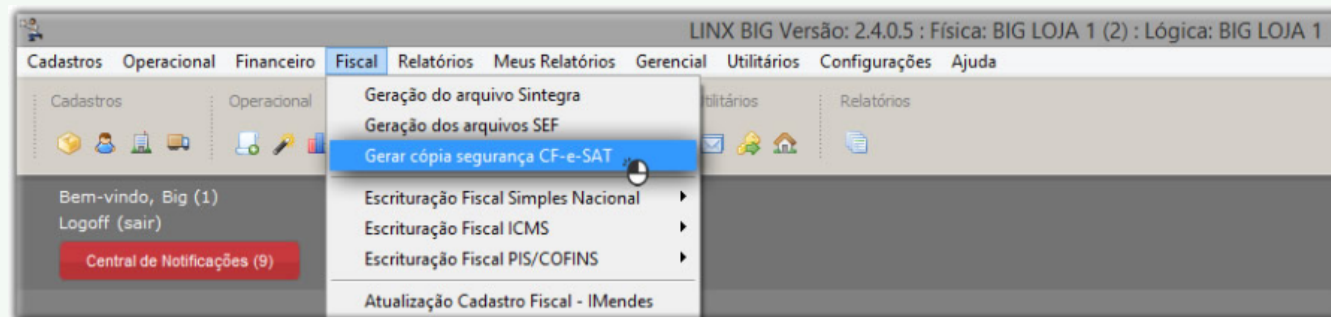 LINX BIG Versão: 2.4.0.5 : Física: BIG LOJA 1 (2) : Lógica: BIG LOJA 1
Cadastros Operacional Financeiro Fiscal Relatórios Meus Relatórios Gerencial Utilitários Configurações Ajuda
Cadastros Operacional Relatórios
Geração do arquivo Sintegra
Geração dos arquivos SEF
Gerar cópia segurança CF-e-SAT
Escrituração Fiscal Simples Nacional
Escrituração Fiscal ICMS
Escrituração Fiscal PIS/COFINS
Atualização Cadastro Fiscal - IMendes
Bem-vindo, Big (1)
Logoff (sair)
Central de Notificações (9)